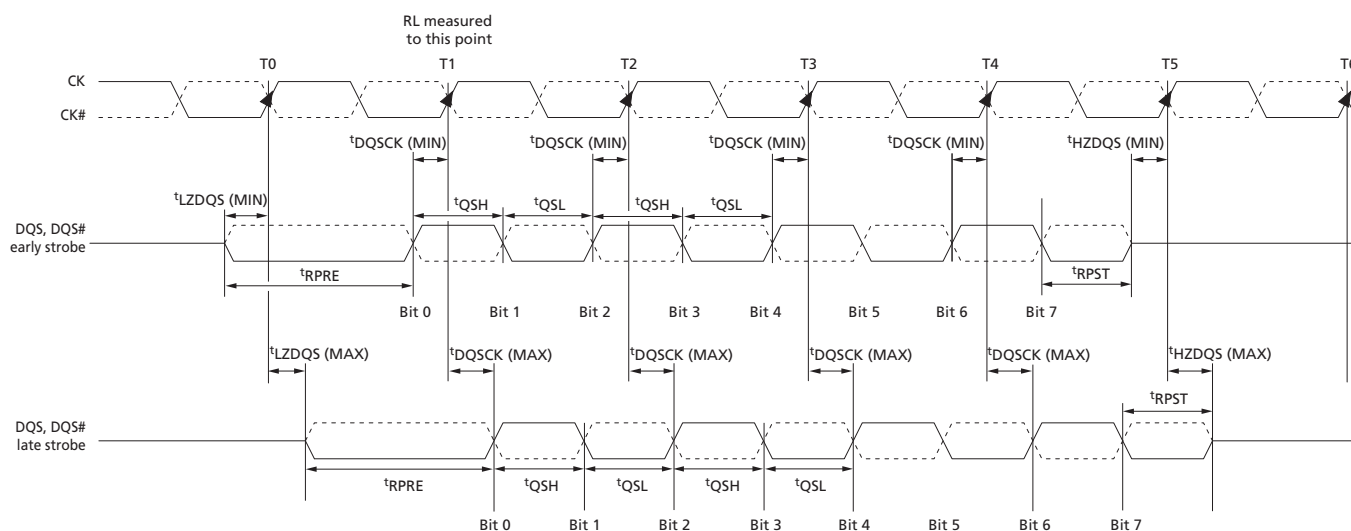 RL measured
to this point
T0 T1 T2 T3 T4 T5 T6
CK
CK#
tDQSCK (MIN) tDQSCK (MIN) tDQSCK (MIN) tDQSCK (MIN) tHZDQS (MIN)
tLZDQS (MIN)
tQSH tQSL tQSH tQSL
DQS, DQS#
early strobe
tRPRE tRPST
Bit 0 Bit 1 Bit 2 Bit 3 Bit 4 Bit 5 Bit 6 Bit 7
tLZDQS (MAX) tDQSCK (MAX) tDQSCK (MAX) tDQSCK (MAX) tDQSCK (MAX) tHZDQS (MAX)
tRPST
DQS, DQS#
late strobe
tRPRE tQSH tQSL tQSH tQSL
Bit 0 Bit 1 Bit 2 Bit 3 Bit 4 Bit 5 Bit 6 Bit 7